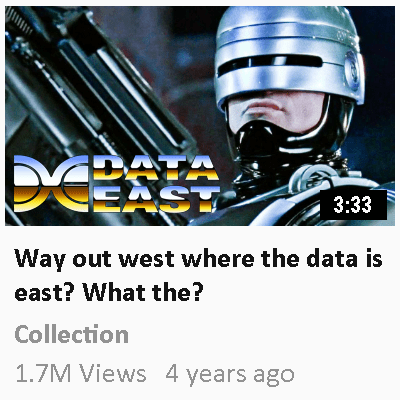 DATA
EAST
3:33
Way out west where the data is
east? What the?
Collection
1.7M Views 4 years ago